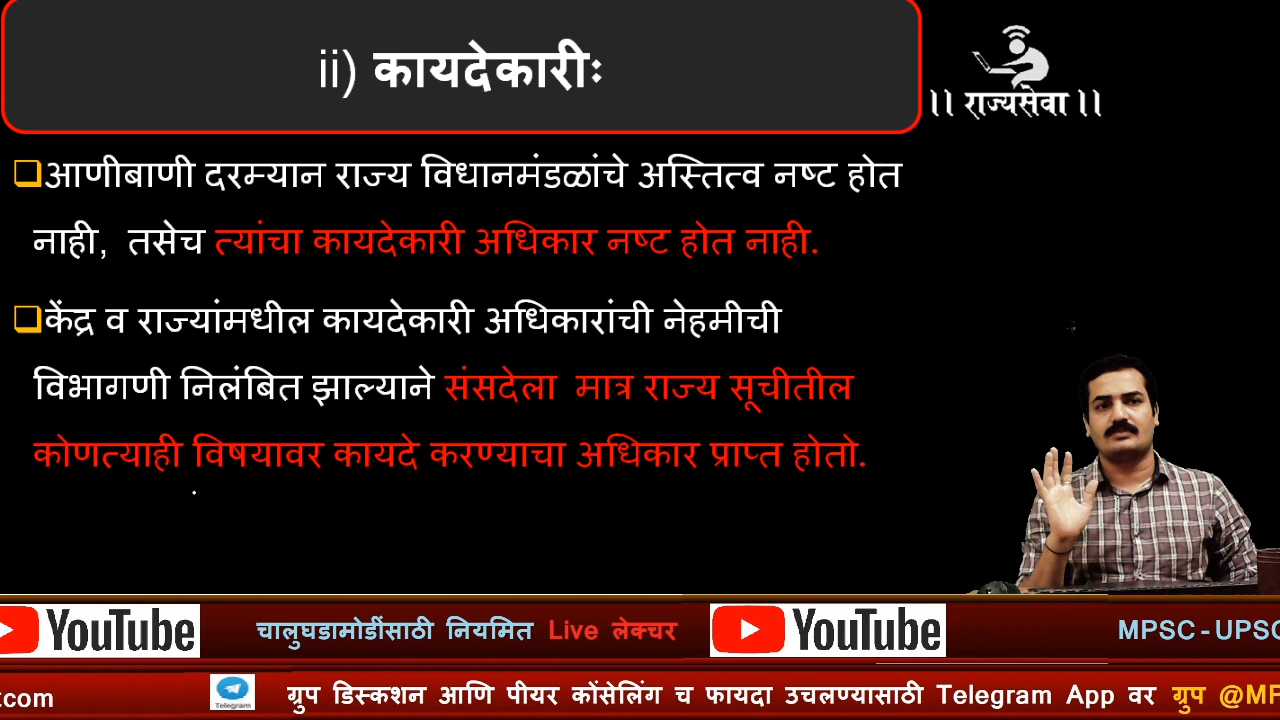 ii) कायदेकारीः
।। राज्यसेवा ।।
आणीबाणी दरम्यान राज्य विधानमंडळांचे अस्तित्व नष्ट होत
नाही, तसेच त्यांचा कायदेकारी अधिकार नष्ट होत नाही.
केंद्र व राज्यांमधील कायदेकारी अधिकारांची नेहमीची
विभागणी निलंबित झाल्याने संसदेला मात्र राज्य सूचीतील
कोणत्याही विषयावर कायदे करण्याचा अधिकार प्राप्त होतो.
YouTube चालुघडामोडींसाठी नियमित Live लेक्चर YouTube MPSC - UPSC
.com Telegram ग्रुप डिस्कशन आणि पीयर कोंसेलिंग च फायदा उचलण्यासाठी Telegram App वर ग्रुप @MP